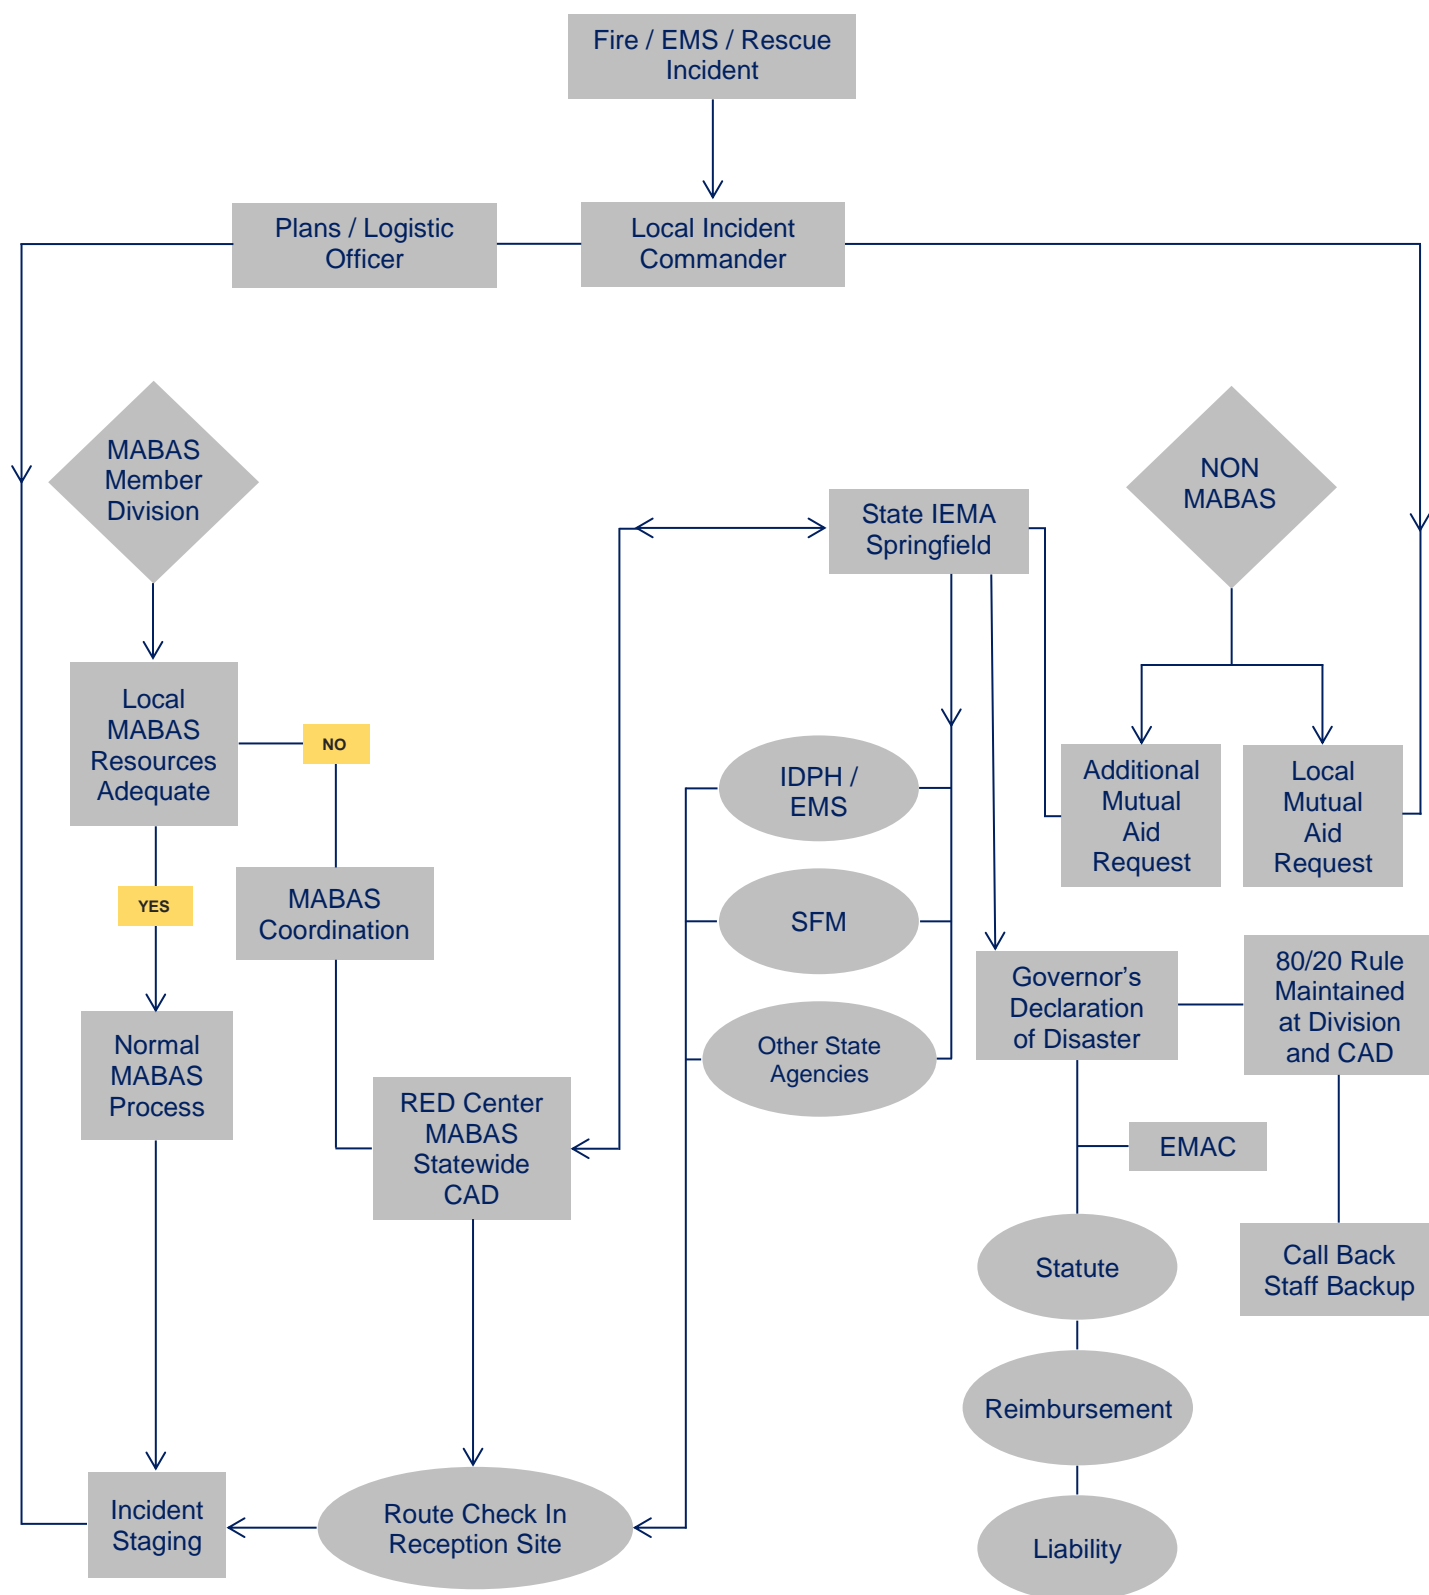 Fire / EMS / Rescue
Incident
Plans / Logistic
Officer
Local Incident
Commander
MABAS
Member
Division
NON
MABAS
State IEMA
Springfield
Local
MABAS
Resources
Adequate
NO
IDPH /
EMS
Additional
Mutual
Aid
Request
Local
Mutual
Aid
Request
YES
MABAS
Coordination
SFM
Governor’s
Declaration
of Disaster
80/20 Rule
Maintained
at Division
and CAD
Normal
MABAS
Process
Other State
Agencies
RED Center
MABAS
Statewide
CAD
EMAC
Statute
Call Back
Staff Backup
Reimbursement
Incident
Staging
Route Check In
Reception Site
Liability